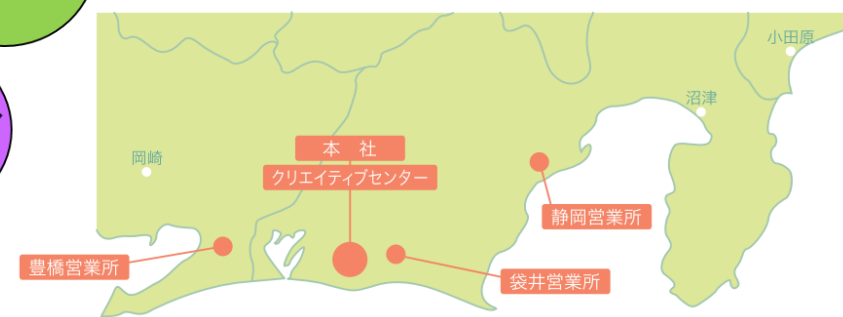 小田原
沼津
岡崎
本　社
クリエイティブセンター
静岡営業所
豊橋営業所
袋井営業所